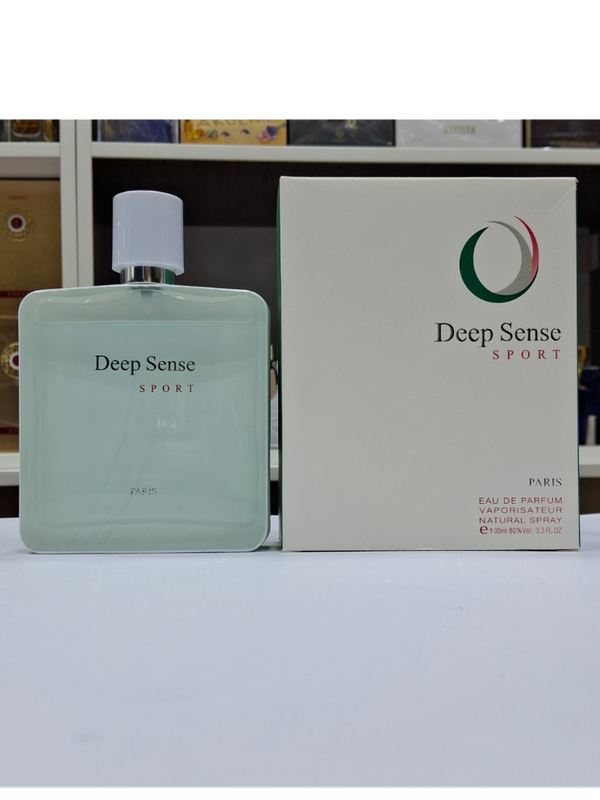 Deep Sense
SPORT
PARIS
Deep Sense
SPORT
PARIS
EAU DE PARFUM
VAPORISATEUR
NATURAL SPRAY
e100ml 80%Vol. 3.3 FL.OZ